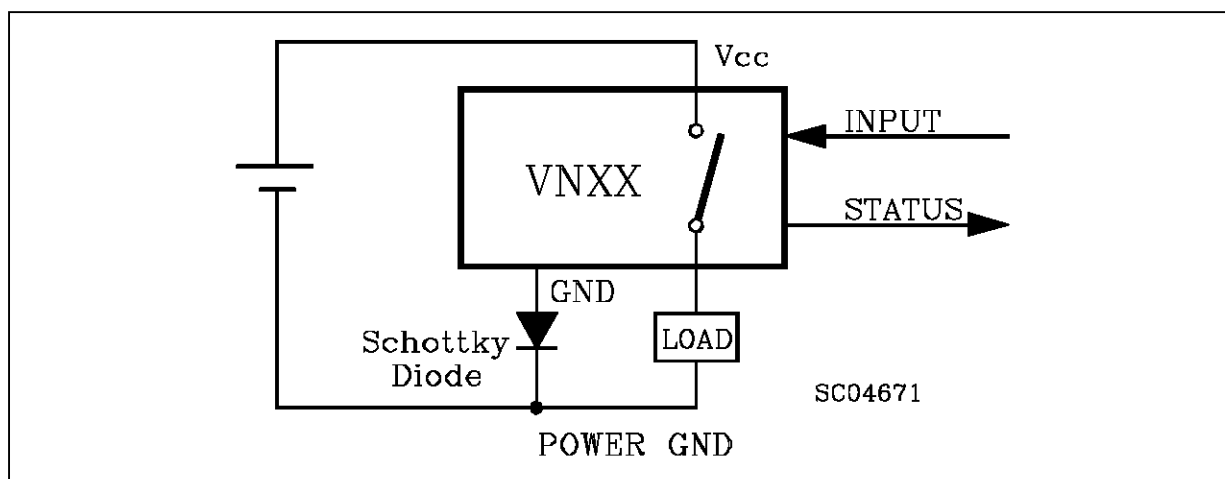 Vcc
INPUT
VNXX
STATUS
GND
Schottky
Diode
LOAD
SC04671
POWER GND